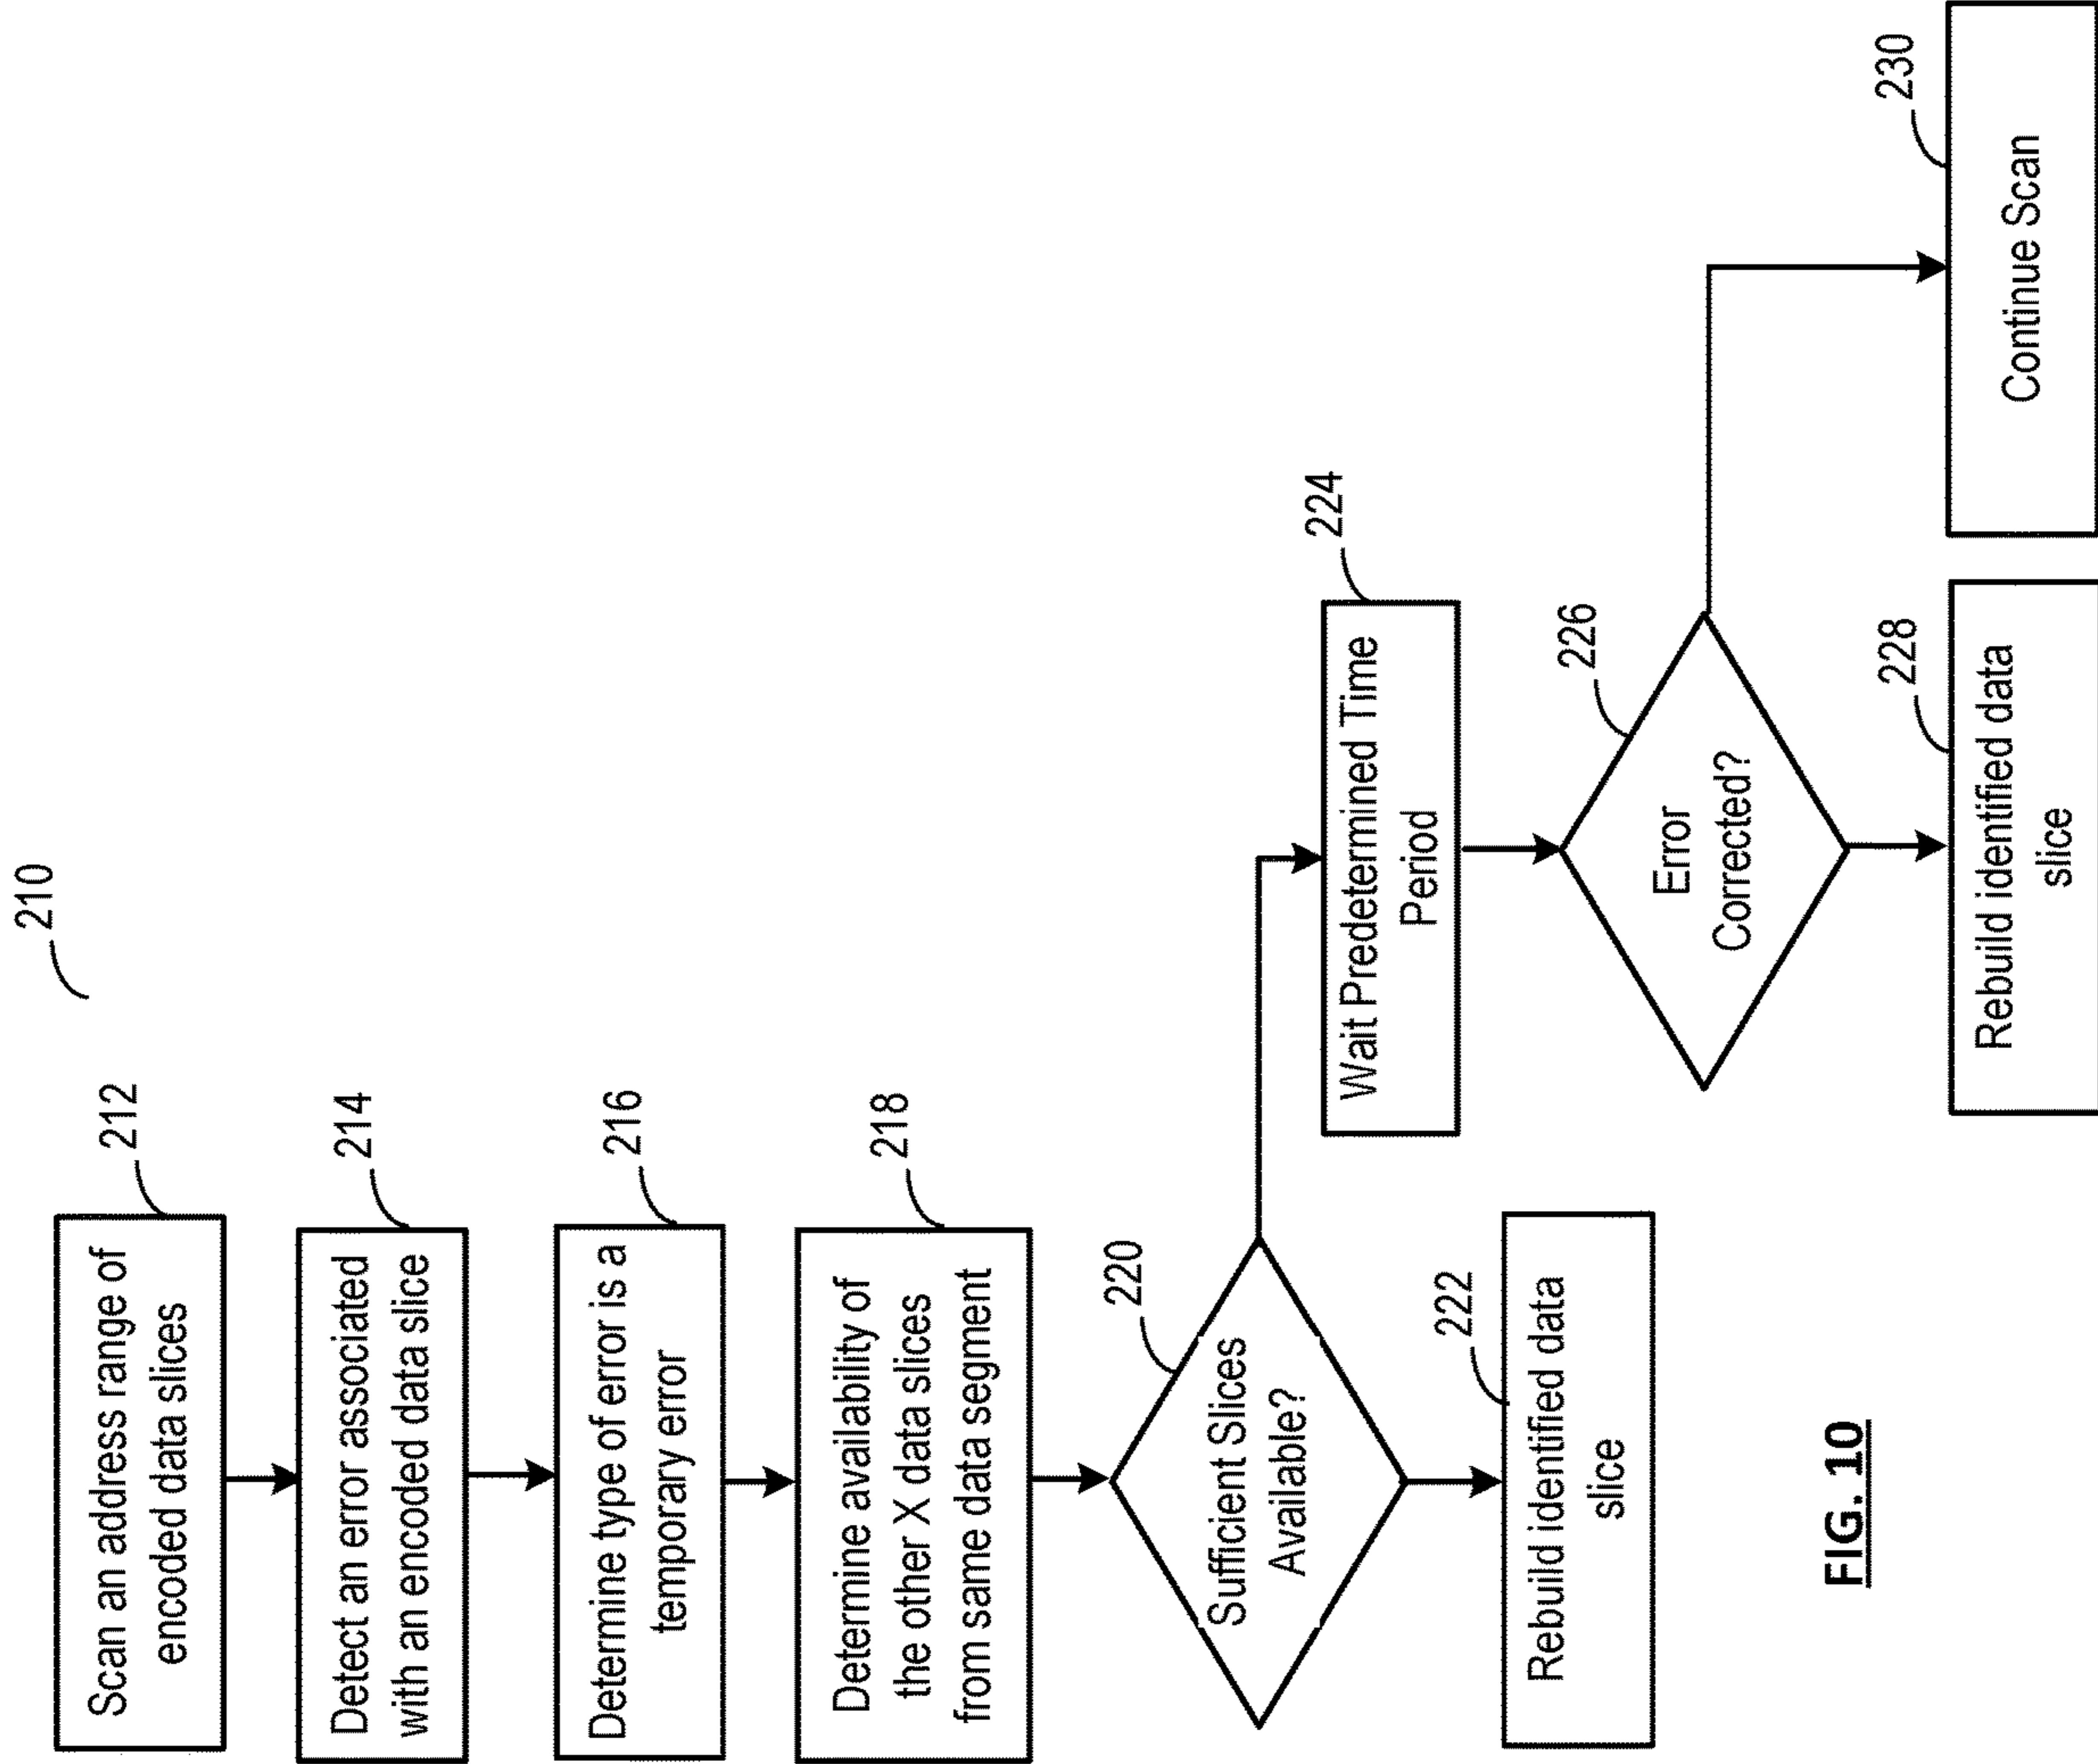 210
212
Scan an address range of
encoded data slices
214
Detect an error associated
with an encoded data slice
216
Determine type of error is a
temporary error
218
Determine availability of
the other X data slices
from same data segment
220
Sufficient Slices
Available?
222
Rebuild identified data
slice
224
Wait Predetermined Time
Period
226
Error
Corrected?
228
Rebuild identified data
slice
230
Continue Scan
FIG. 10